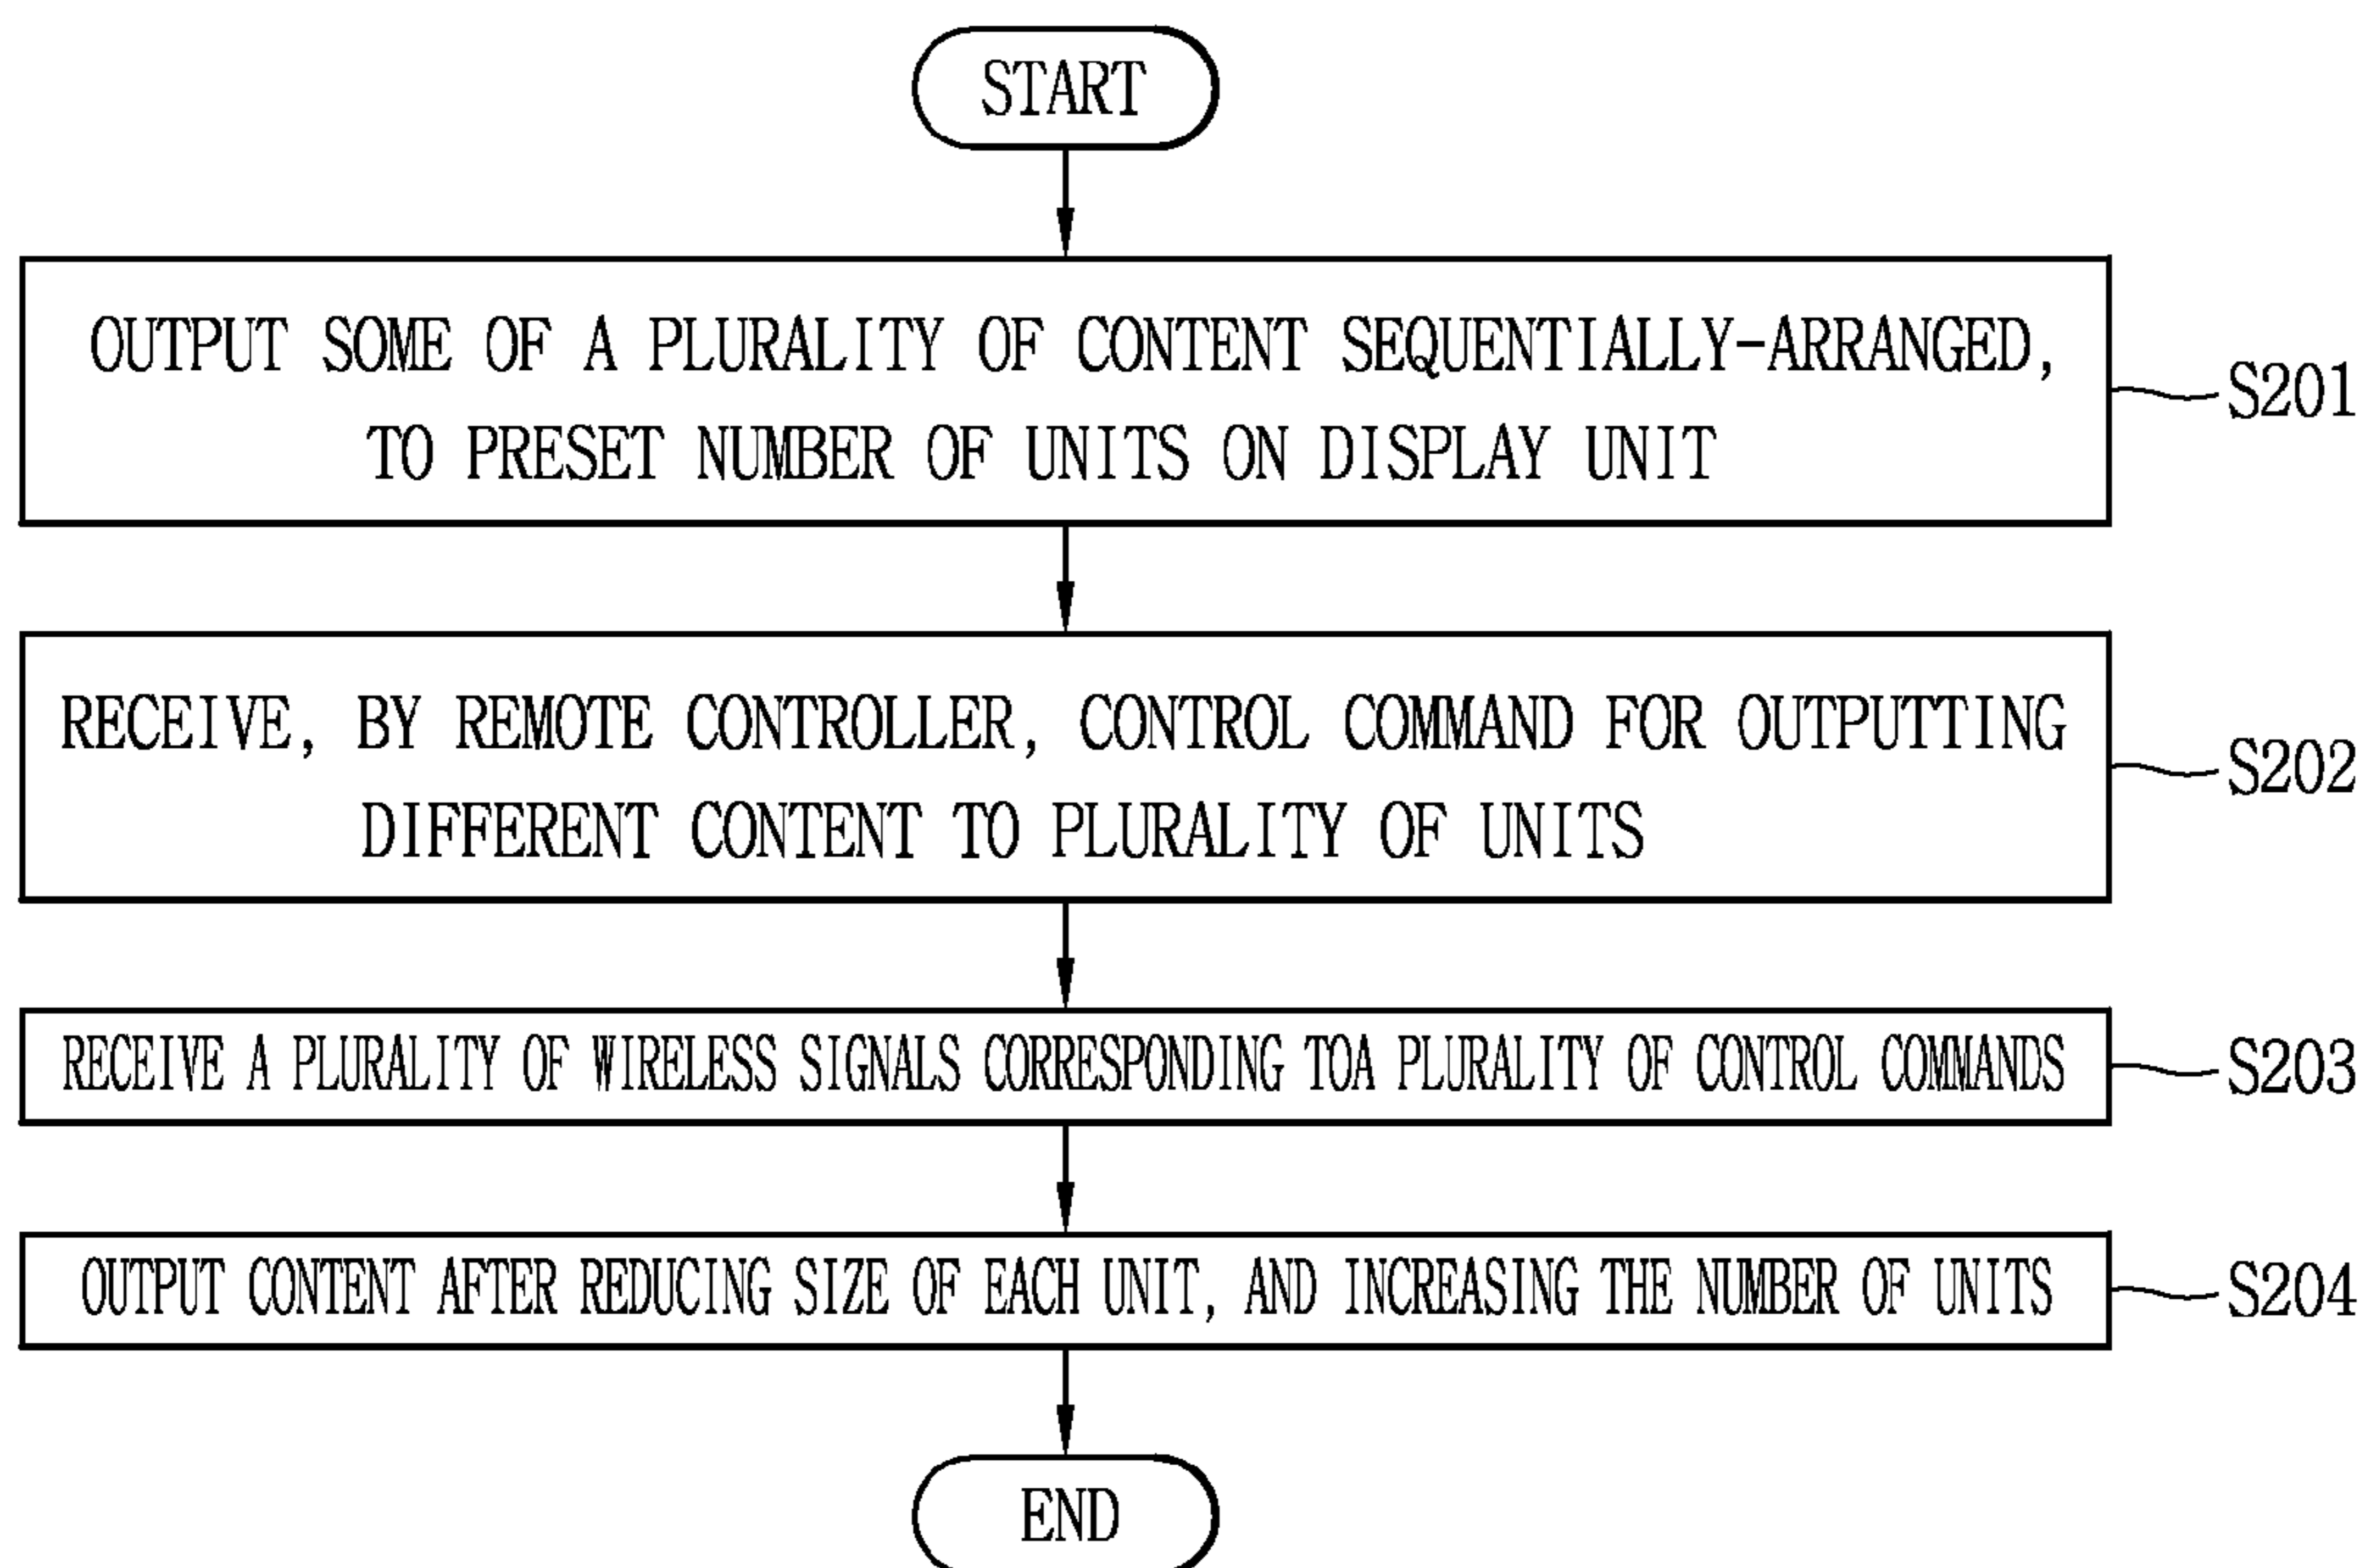 START
OUTPUT SOME OF A PLURALITY OF CONTENT SEQUENTIALLY-ARRANGED,
TO PRESET NUMBER OF UNITS ON DISPLAY UNIT
S201
RECEIVE, BY REMOTE CONTROLLER, CONTROL COMMAND FOR OUTPUTTING
DIFFERENT CONTENT TO PLURALITY OF UNITS
S202
RECEIVE A PLURALITY OF WIRELESS SIGNALS CORRESPONDING TOA PLURALITY OF CONTROL COMMANDS
S203
OUTPUT CONTENT AFTER REDUCING SIZE OF EACH UNIT, AND INCREASING THE NUMBER OF UNITS
S204
END